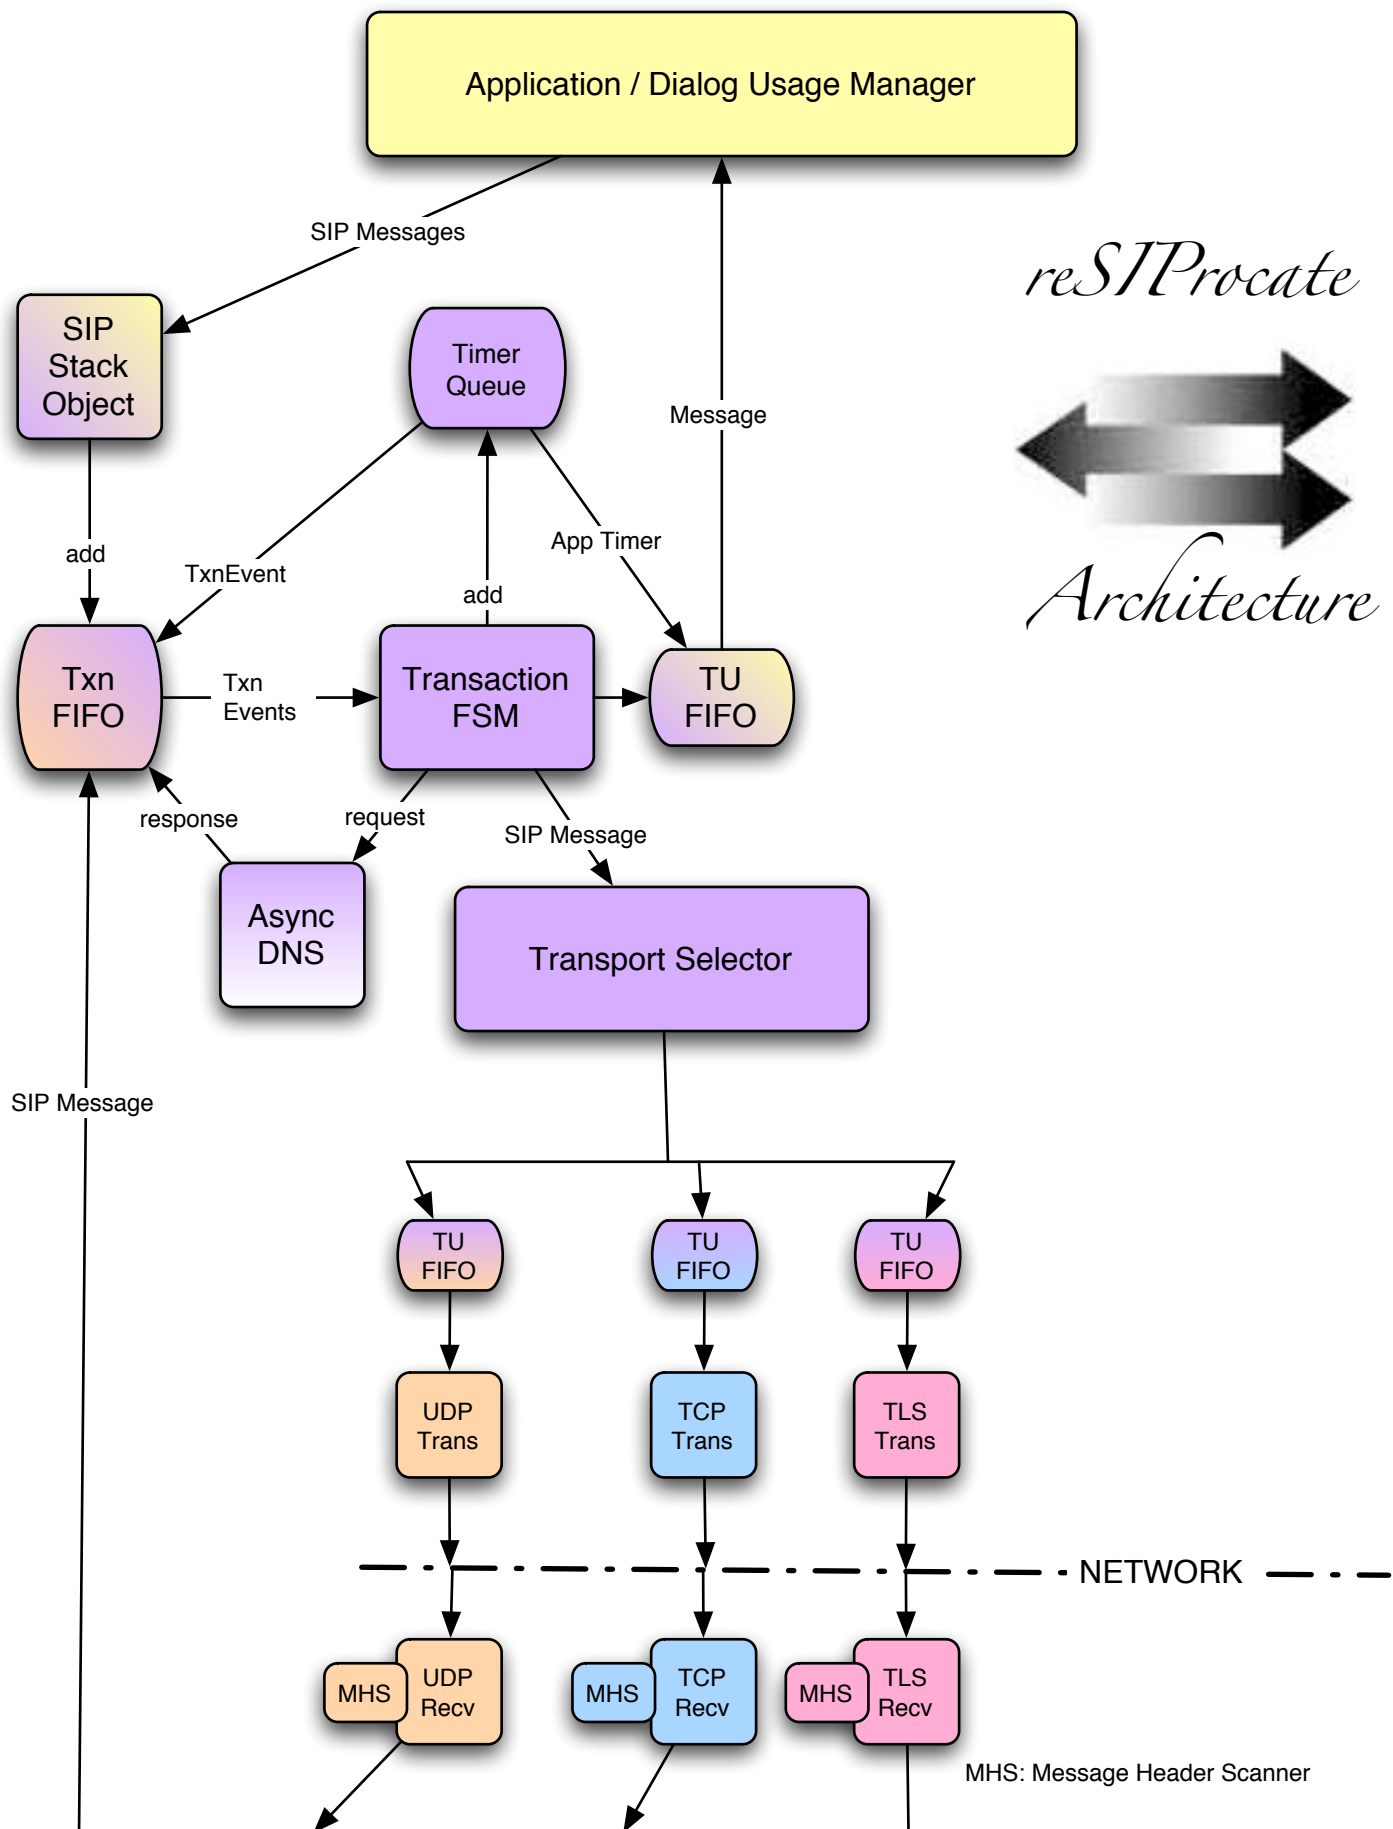 Application / Dialog Usage Manager
SIP Messages
reSIProcate
SIP
Stack
Object
Timer
Queue
Message
add
TxnEvent
App Timer
add
Architecture
Txn
FIFO
Txn
Events
Transaction
FSM
TU
FIFO
response
request
SIP Message
Async
DNS
Transport Selector
SIP Message
TU
FIFO
TU
FIFO
TU
FIFO
UDP
Trans
TCP
Trans
TLS
Trans
NETWORK
MHS
UDP
Recv
MHS
TCP
Recv
MHS
TLS
Recv
MHS: Message Header Scanner